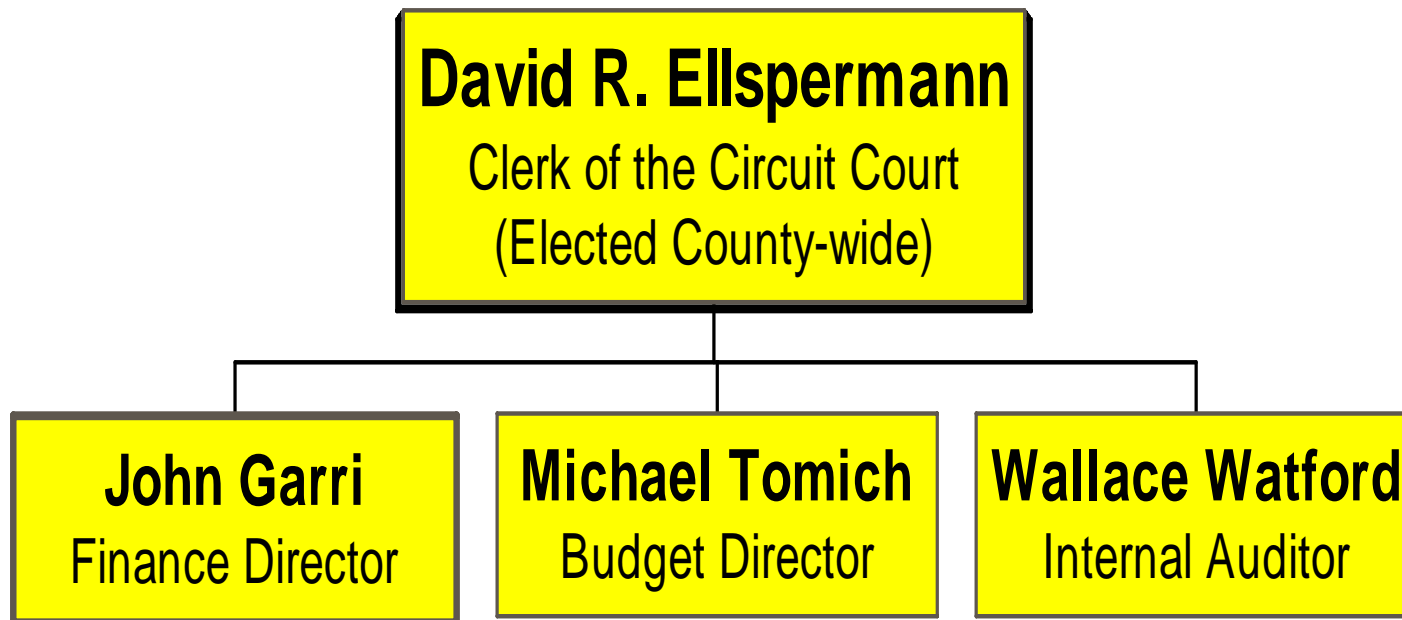 David R. Ellspermann
Clerk of the Circuit Court
(Elected County-wide)
John Garri
Finance Director
Michael Tomich
Budget Director
Wallace Watford
Internal Auditor